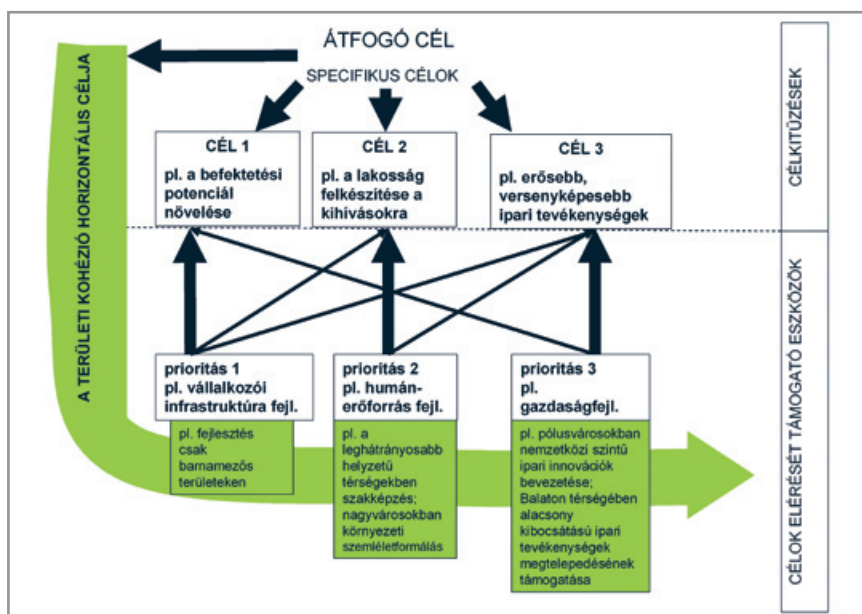 ÁTFOGÓ CÉL
SPECIFIKUS CÉLOK
CÉL 1
pl. a befektetési
potenciál
növelése
CÉL 2
pl. a lakosság
felkészítése a
kihívásokra
CÉL 3
pl. erősebb,
versenyképesebb
ipari tevékenységek
prioritás 1
pl. vállalkozói
infrastruktúra fejl.
pl. fejlesztés
csak
barnamezős
területeken
prioritás 2
pl. humán-
erőforrás fejl.
pl. a
leghátrányosabb
helyzetű
térségekben
szakképzés;
nagyvárosokban
környezeti
szemléletformálás
prioritás 3
pl.
gazdaságfejl.
pl. pólusvárosokban
nemzetközi szintű
ipari innovációk
bevezetése;
Balaton térségében
alacsony
kibocsátású ipari
tevékenységek
megtelepedésének
támogatása
A TERÜLETI KOHÉZIÓ HORIZONTÁLIS CÉLJA
CÉLKITŰZÉSEK
CÉLOK ELÉRÉSÉT TÁMOGATÓ ESZKÖZÖK